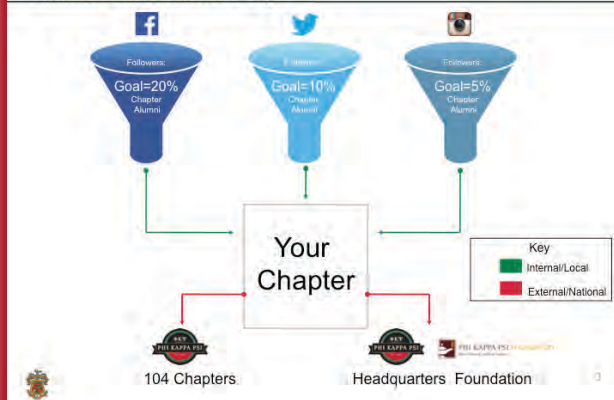 Followers:
Goal=20%
Chapter
Alumni
Followers:
Goal=10%
Chapter
Alumni
Followers:
Goal=5%
Chapter
Alumni
Your
Chapter
Key
Internal/Local
External/National
PHI KAPPA PSI
104 Chapters
PHI KAPPA PSI
PHI KAPPA PSI FOUNDATION
Headquarters Foundation